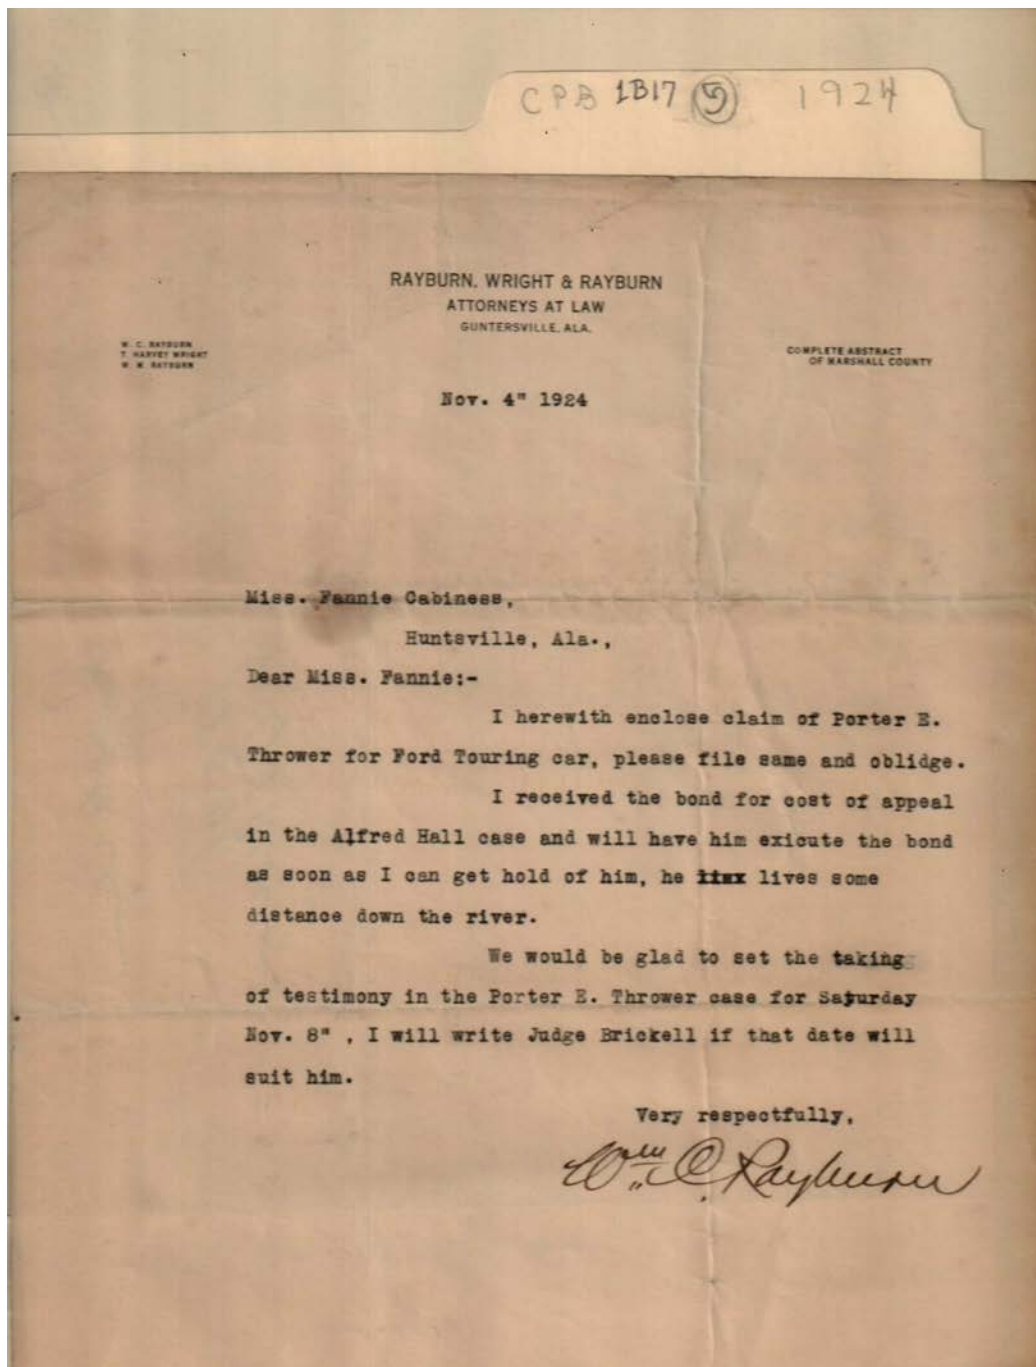 CPB 1B17 5 1924
RAYBURN, WRIGHT & RAYBURN
ATTORNEYS AT LAW
GUNTERSVILLE, ALA.
W. C. RAYBURN
T. HARVEY WRIGHT
W. M. RAYBURN
COMPLETE ABSTRACT
OF MARSHALL COUNTY
Nov. 4" 1924
Miss. Fannie Cabiness,
Huntsville, Ala.,
Dear Miss. Fannie:-
I herewith enclose claim of Porter E.
Thrower for Ford Touring car, please file same and oblidge.
I received the bond for cost of appeal
in the Alfred Hall case and will have him exicute the bond
as soon as I can get hold of him, he lives some
distance down the river.
We would be glad to set the taking
of testimony in the Porter E. Thrower case for Saturday
Nov. 8" , I will write Judge Brickell if that date will
suit him.
Very respectfully,
Wm. C. Rayburn